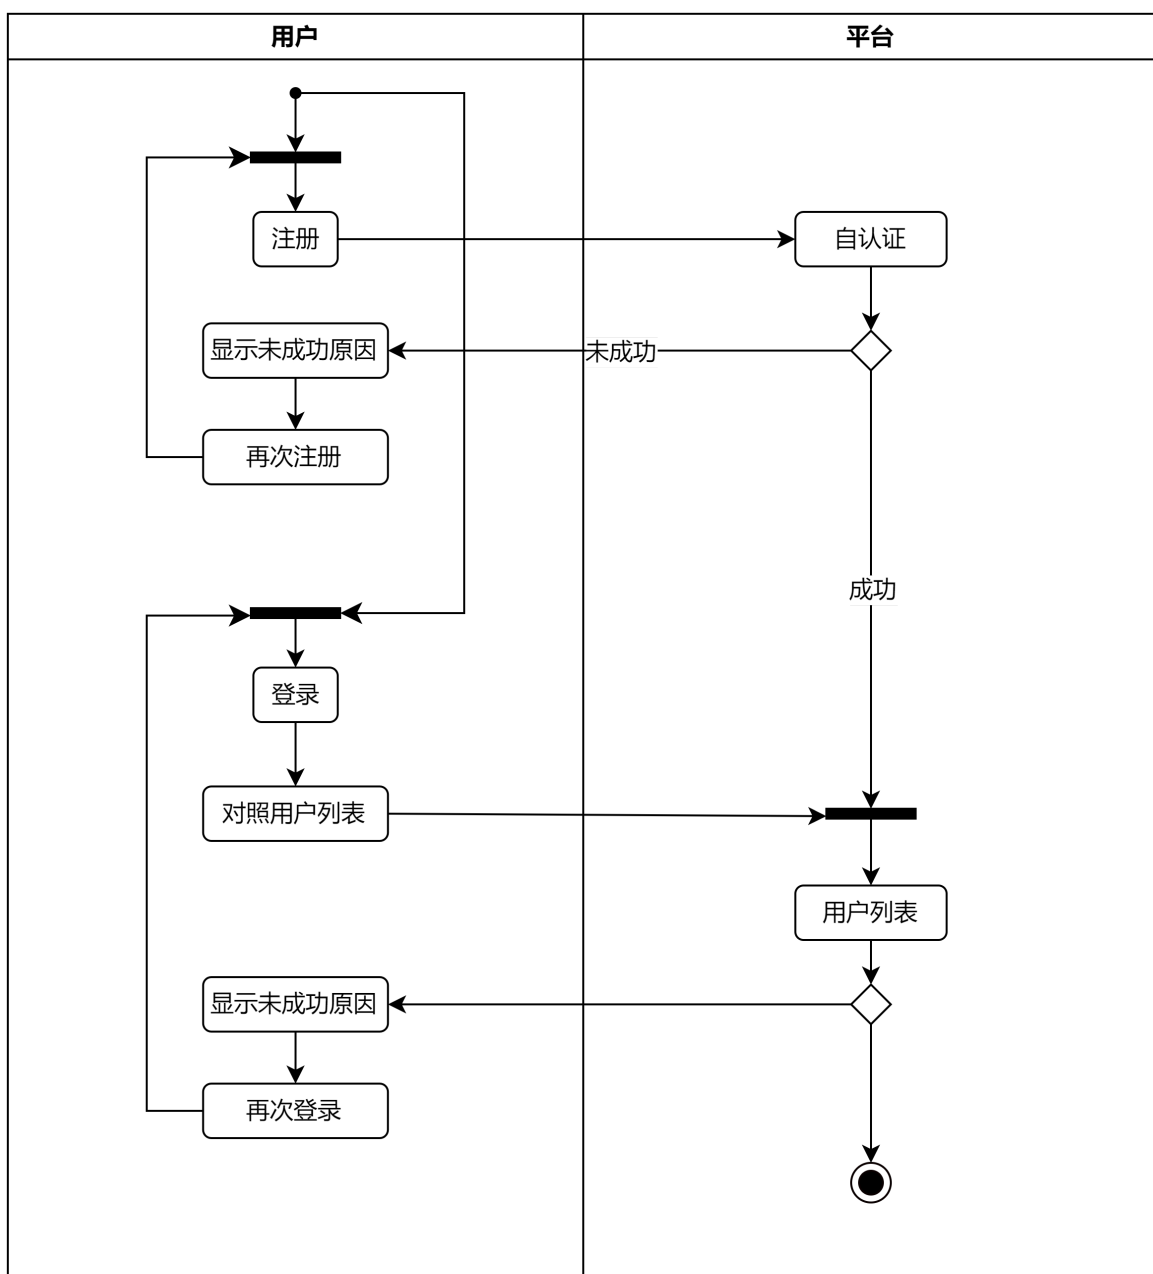 用户
平台
注册
自认证
显示未成功原因
未成功
再次注册
成功
登录
对照用户列表
用户列表
显示未成功原因
再次登录